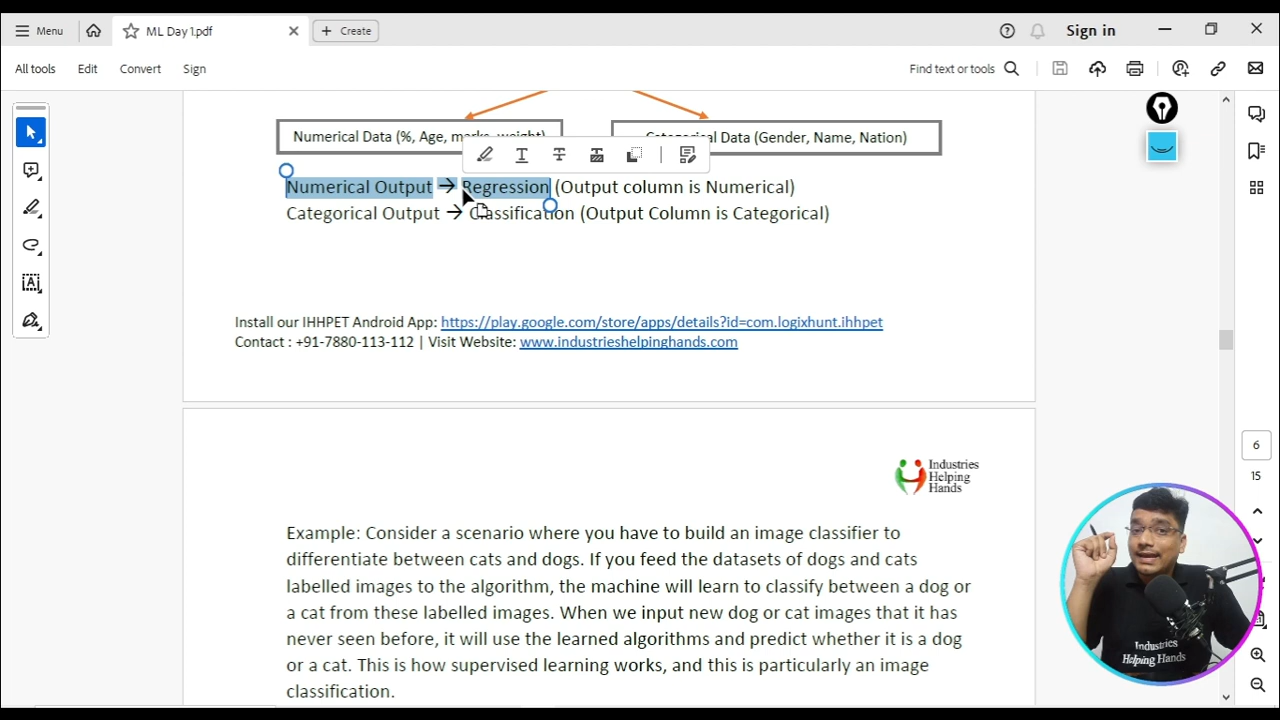 Menu
ML Day 1.pdf
Create
Sign in
All tools
Edit
Convert
Sign
Find text or tools
Numerical Data (%, Age, marks, weight)
Categorical Data (Gender, Name, Nation)
Numerical Output → Regression (Output column is Numerical)
Categorical Output → Classification (Output Column is Categorical)
Install our IHHPET Android App: https://play.google.com/store/apps/details?id=com.logixhunt.ihhpet
Contact : +91-7880-113-112 | Visit Website: www.industrieshelpinghands.com
6
15
Industries
Helping
Hands
Example: Consider a scenario where you have to build an image classifier to
differentiate between cats and dogs. If you feed the datasets of dogs and cats
labelled images to the algorithm, the machine will learn to classify between a dog or
a cat from these labelled images. When we input new dog or cat images that it has
never seen before, it will use the learned algorithms and predict whether it is a dog
or a cat. This is how supervised learning works, and this is particularly an image
classification.
Industries
Helping Hands